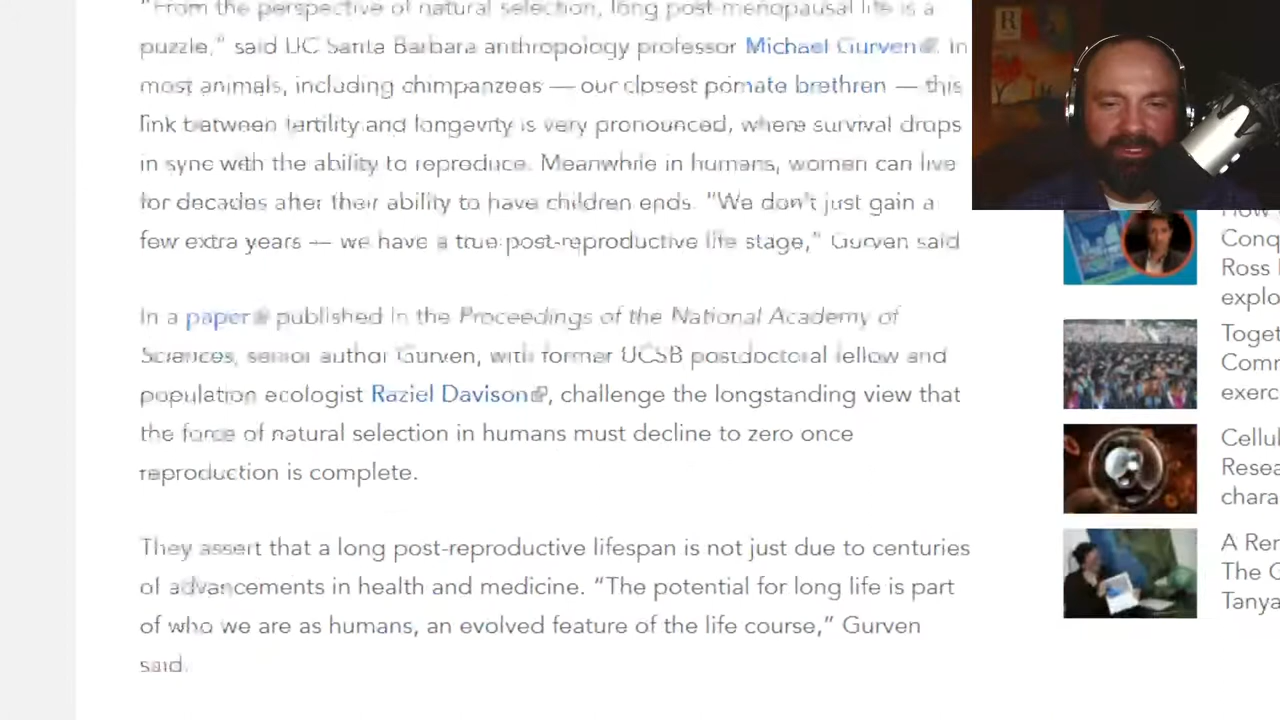 "From the perspective of natural selection, long post-menopausal life is a
puzzle," said UC Santa Barbara anthropology professor Michael Gurven. In
most animals, including chimpanzees — our closest primate brethren — this
link between fertility and longevity is very pronounced, where survival drops
in sync with the ability to reproduce. Meanwhile in humans, women can live
for decades after their ability to have children ends. "We don't just gain a
few extra years — we have a true post-reproductive life stage," Gurven said
In a paper published in the Proceedings of the National Academy of
Sciences, senior author Gurven, with former UCSB postdoctoral fellow and
population ecologist Raziel Davison, challenge the longstanding view that
the force of natural selection in humans must decline to zero once
reproduction is complete.
They assert that a long post-reproductive lifespan is not just due to centuries
of advancements in health and medicine. "The potential for long life is part
of who we are as humans, an evolved feature of the life course," Gurven
said.
R
Ross
explo
Toget
Comm
exerc
Cellul
Resea
chara
A Rer
The G
Tanya